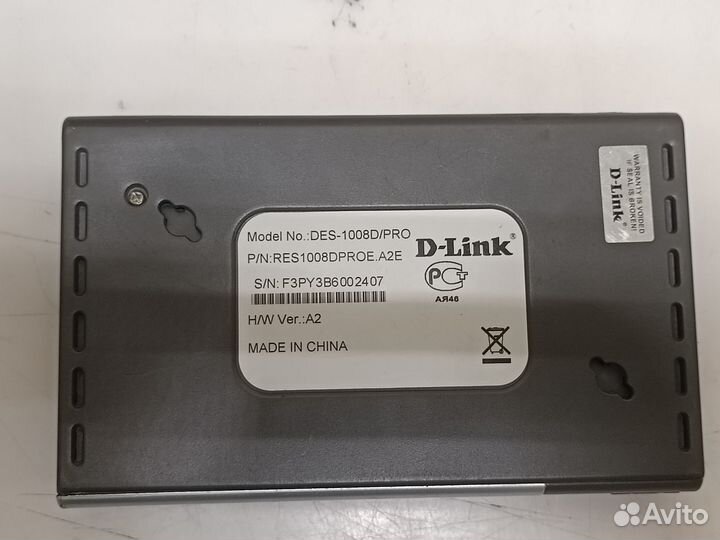 Model No.:DES-1008D/PRO
P/N:RES1008DPROE.A2E
S/N: F3PY3B6002407
H/W Ver.:A2
MADE IN CHINA
D-Link®
РСТ
АЯ46
WARRANTY IS VOIDED
IF SEAL IS BROKEN!
D-Link
Avito